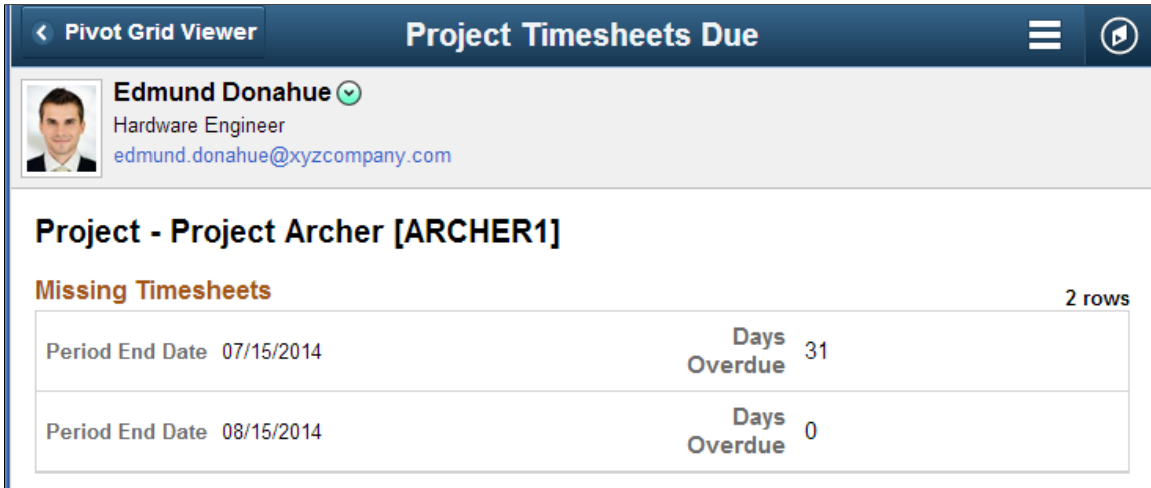 Pivot Grid Viewer
Project Timesheets Due
Edmund Donahue
Hardware Engineer
edmund.donahue@xyzcompany.com
Project - Project Archer [ARCHER1]
Missing Timesheets
2 rows
Period End Date 07/15/2014 Days Overdue 31
Period End Date 08/15/2014 Days Overdue 0